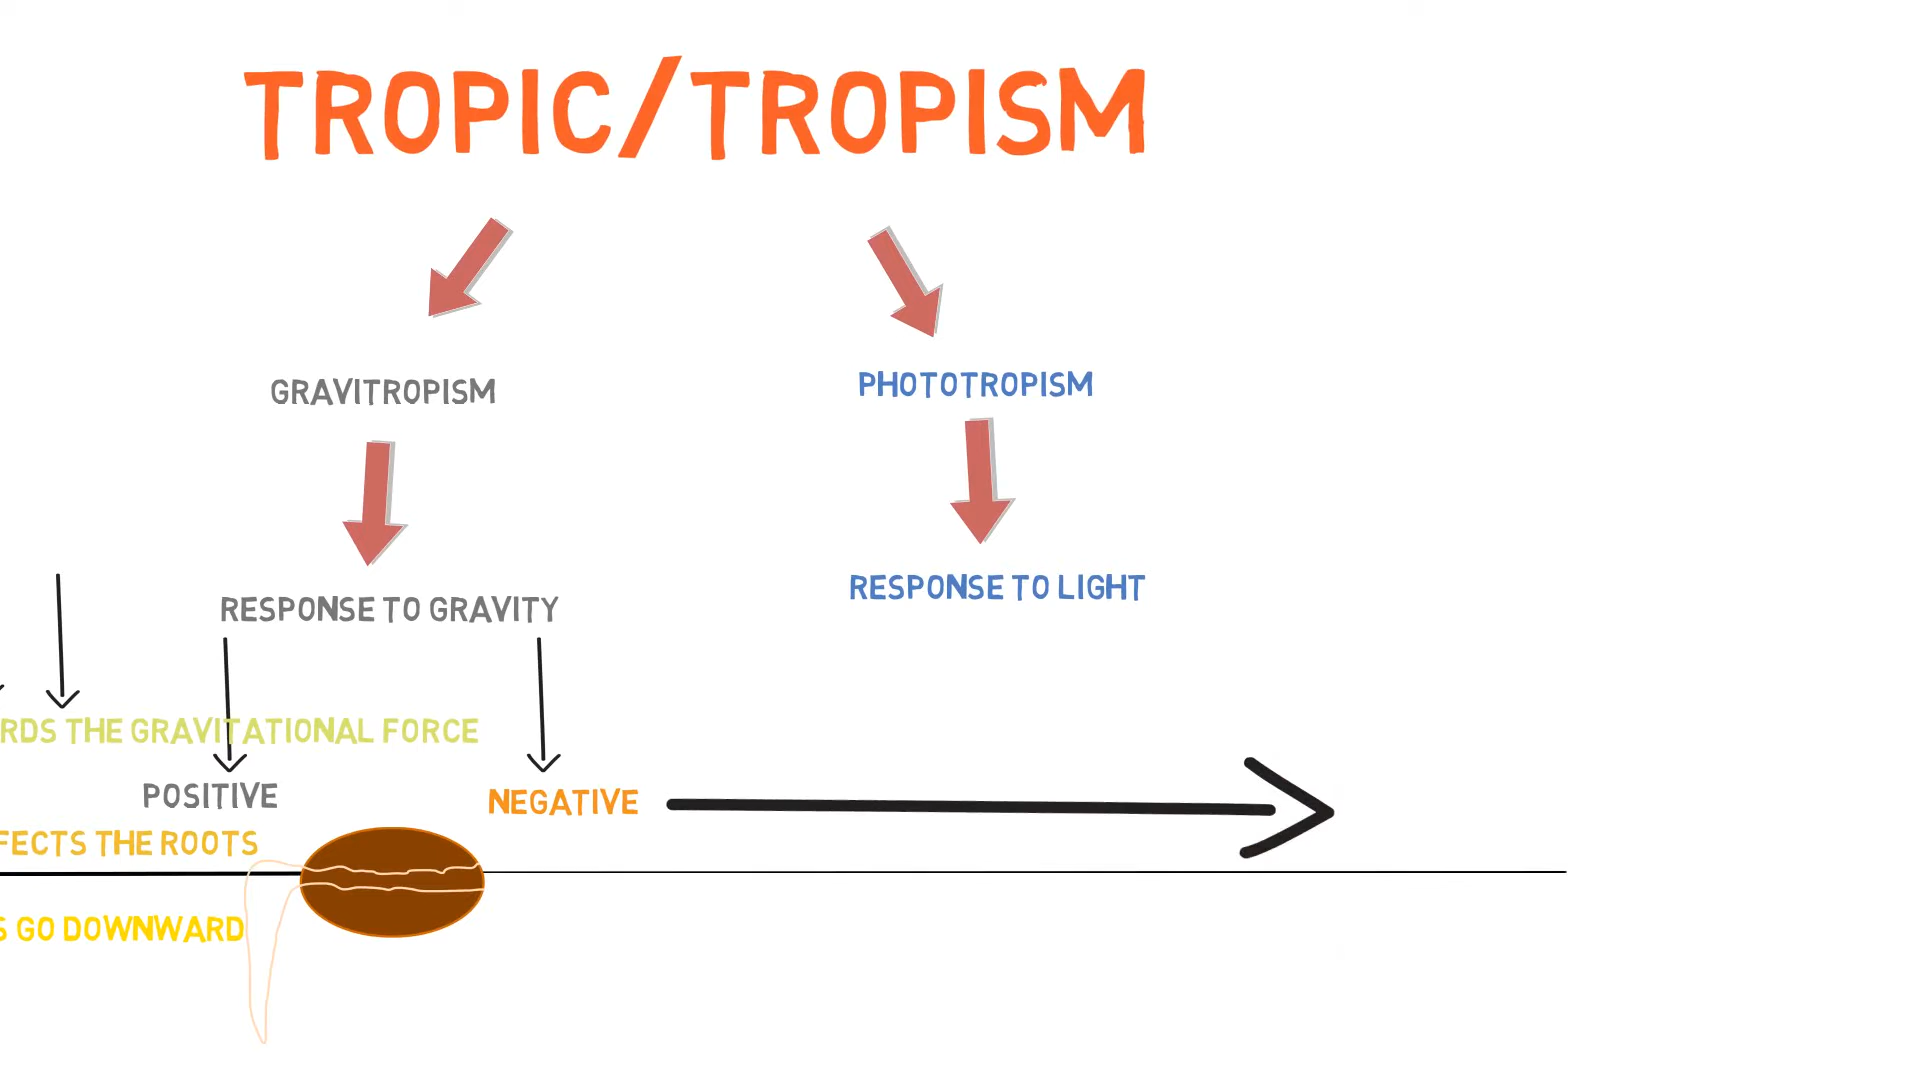 TROPIC/TROPISM
GRAVITROPISM
PHOTOTROPISM
RESPONSE TO GRAVITY
RESPONSE TO LIGHT
THE GRAVITATIONAL FORCE
POSITIVE
NEGATIVE
THE ROOTS
GO DOWNWARD